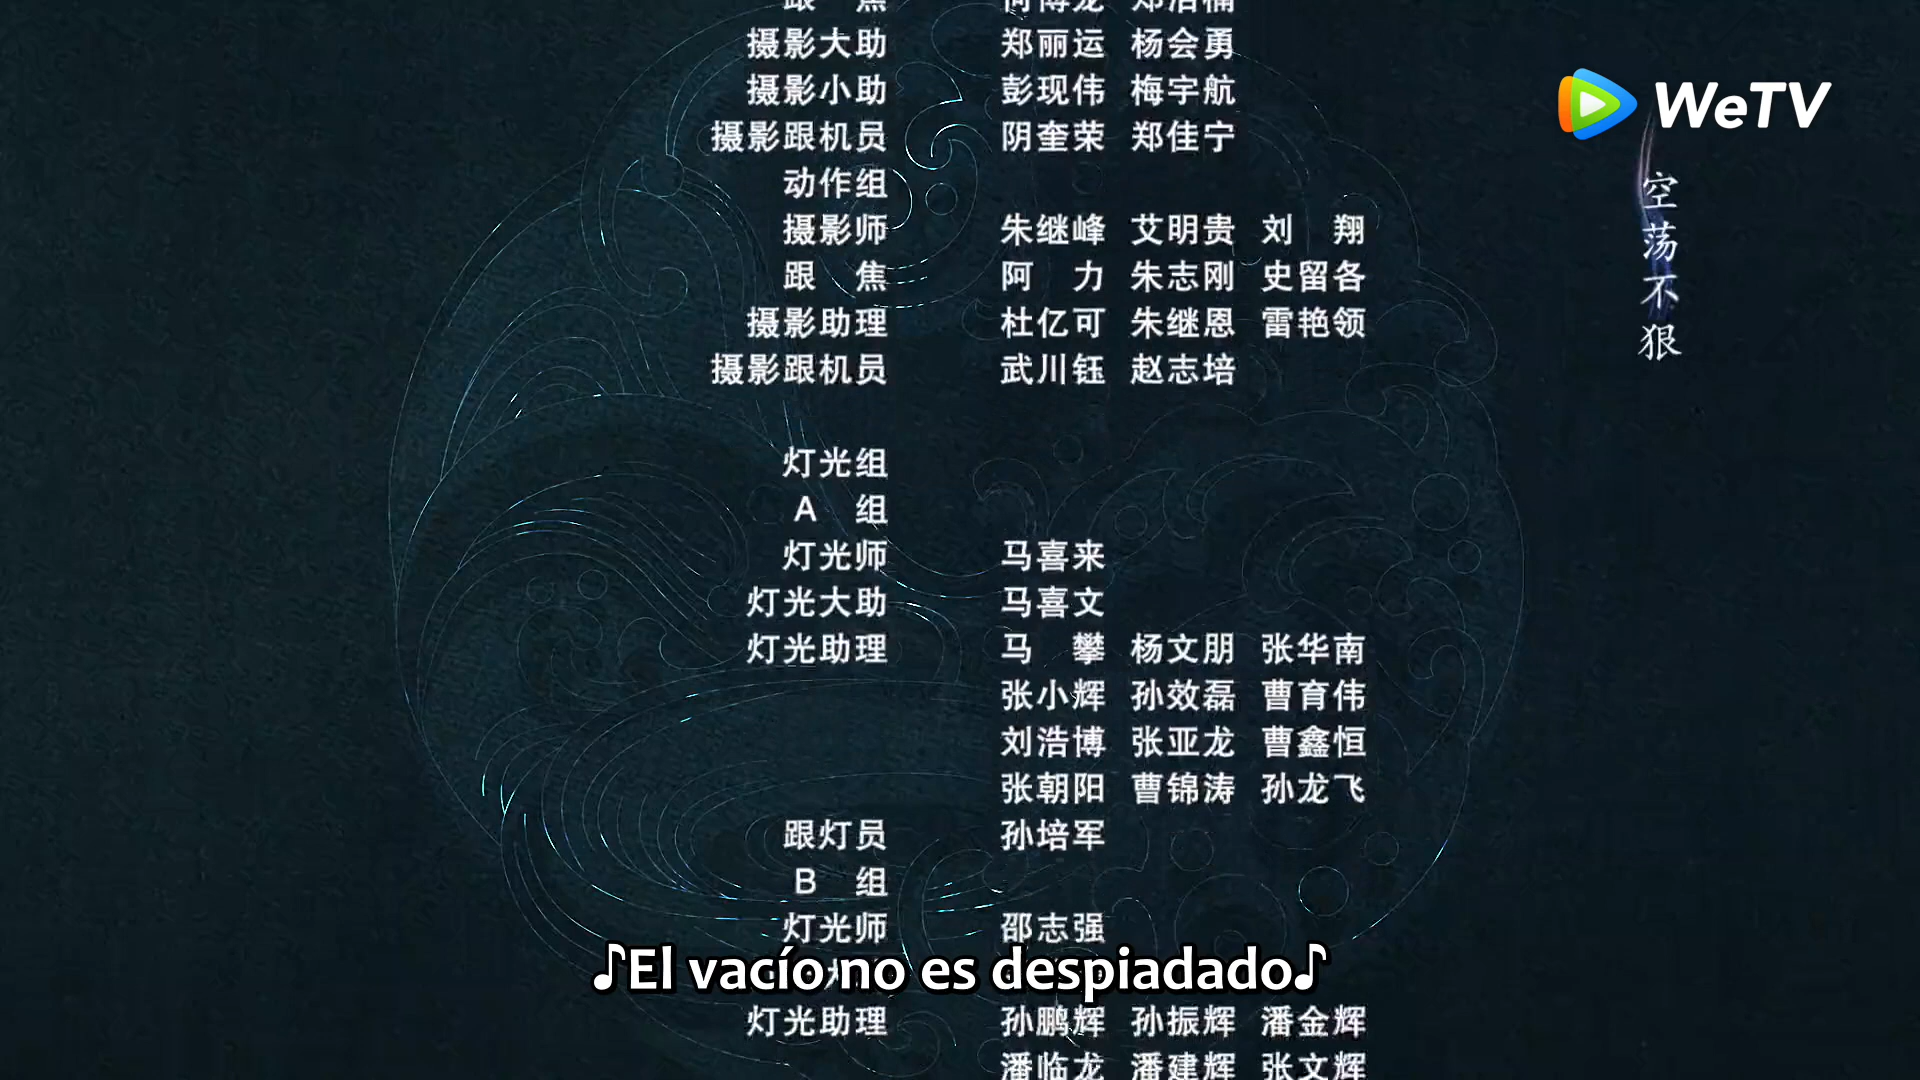 摄影大助 郑丽运 杨会勇
摄影小助 彭现伟 梅宇航
摄影跟机员 阴奎荣 郑佳宁
动作组
摄影师 朱继峰 艾明贵 刘 翔
跟 焦 阿 力 朱志刚 史留各
摄影助理 杜亿可 朱继恩 雷艳领
摄影跟机员 武川钰 赵志培
灯光组
A 组
灯光师 马喜来
灯光大助 马喜文
灯光助理 马 攀 杨文朋 张华南
张小辉 孙效磊 曹育伟
刘浩博 张亚龙 曹鑫恒
张朝阳 曹锦涛 孙龙飞
跟灯员 孙培军
B 组
灯光师 邵志强
♪El vacío no es despiadado♪
灯光助理 孙鹏辉 孙振辉 潘金辉
潘临龙 潘建辉 张文辉
WeTV
空荡不狠